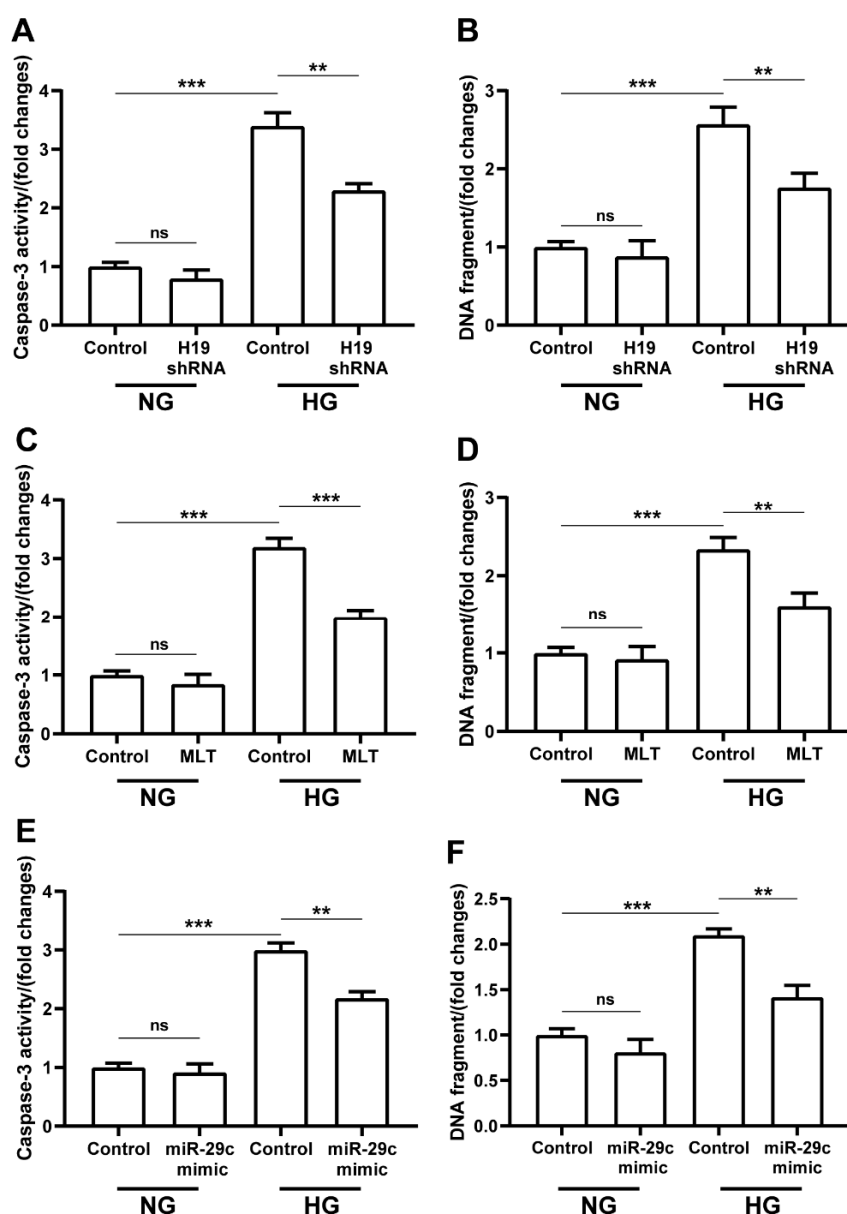 A
Caspase-3 activity/(fold changes)
4
3
2
1
0
***
**
ns
Control
H19
shRNA
Control
H19
shRNA
NG
HG
B
DNA fragment/(fold changes)
3
2
1
0
***
**
ns
Control
H19
shRNA
Control
H19
shRNA
NG
HG
C
Caspase-3 activity/(fold changes)
4
3
2
1
0
***
***
ns
Control
MLT
Control
MLT
NG
HG
D
DNA fragment/(fold changes)
3
2
1
0
***
**
ns
Control
MLT
Control
MLT
NG
HG
E
Caspase-3 activity/(fold changes)
4
3
2
1
0
***
**
ns
Control
miR-29c
mimic
Control
miR-29c
mimic
NG
HG
F
DNA fragment/(fold changes)
2.5
2.0
1.5
1.0
0.5
0.0
***
**
ns
Control
miR-29c
mimic
Control
miR-29c
mimic
NG
HG